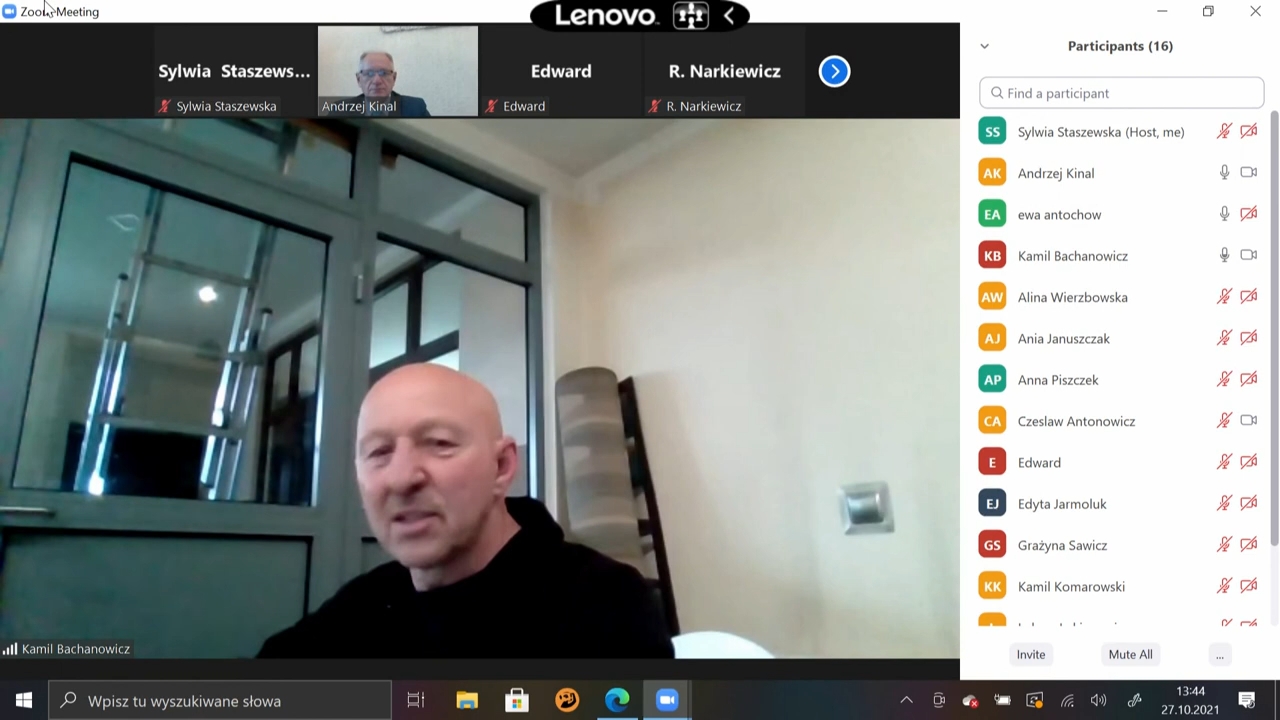 Zoom Meeting
Lenovo
Sylwia Staszews...
Edward
R. Narkiewicz
Sylwia Staszewska
Andrzej Kinal
Edward
R. Narkiewicz
Kamil Bachanowicz
Participants (16)
Find a participant
SS Sylwia Staszewska (Host, me)
AK Andrzej Kinal
EA ewa antochow
KB Kamil Bachanowicz
AW Alina Wierzbowska
AJ Ania Januszczak
AP Anna Piszczek
CA Czeslaw Antonowicz
E Edward
EJ Edyta Jarmoluk
GS Grażyna Sawicz
KK Kamil Komarowski
Invite
Mute All
...
Wpisz tu wyszukiwane słowa
13:44
27.10.2021